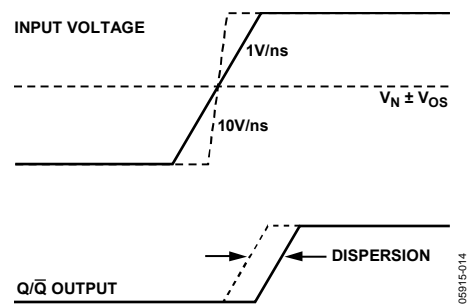 INPUT VOLTAGE
1V/ns
V_N ± V_OS
10V/ns
DISPERSION
Q/Q̅ OUTPUT
05915-014